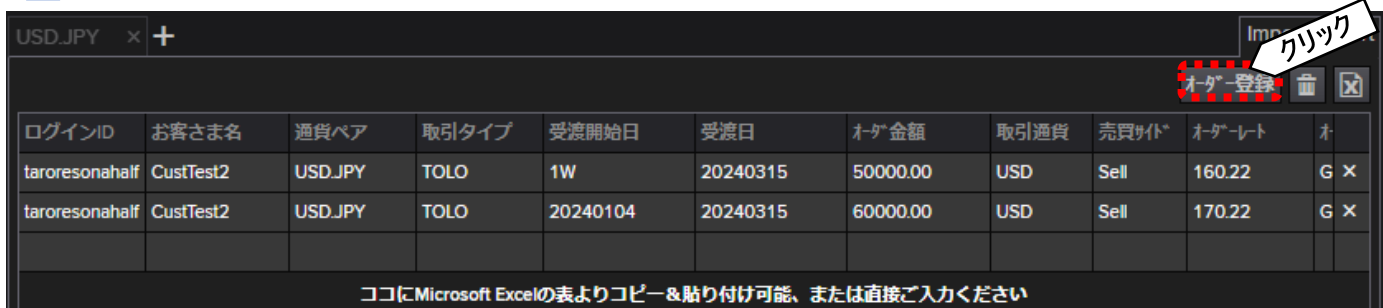 USD.JPY × +
クリック
ｵｰﾀﾞｰ登録
ログインID お客さま名 通貨ペア 取引タイプ 受渡開始日 受渡日 ｵｰﾀﾞ金額 取引通貨 売買ｻｲﾄﾞ ｵｰﾀﾞｰﾚｰﾄ ｵ
taroresonahalf CustTest2 USD.JPY TOLO 1W 20240315 50000.00 USD Sell 160.22 G ×
taroresonahalf CustTest2 USD.JPY TOLO 20240104 20240315 60000.00 USD Sell 170.22 G ×
ココにMicrosoft Excelの表よりコピー&貼り付け可能、または直接ご入力ください